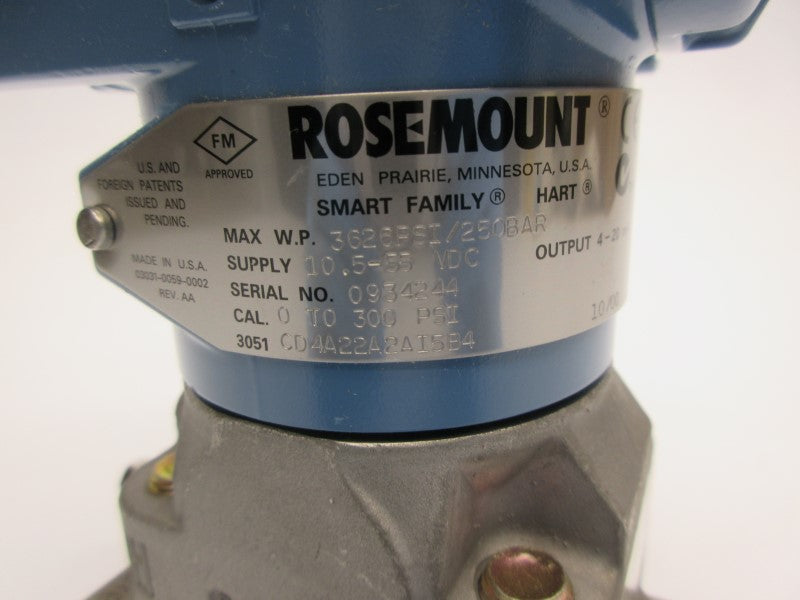 FM
APPROVED
ROSEMOUNT®
EDEN PRAIRIE, MINNESOTA, U.S.A.
SMART FAMILY® HART®
U.S. AND
FOREIGN PATENTS
ISSUED AND
PENDING.
MADE IN U.S.A.
03031-0059-0002
REV. AA
MAX W.P. 3626PSI/250BAR
SUPPLY 10.5-55 VDC
OUTPUT 4-20
SERIAL NO. 0934244
CAL. 0 TO 300 PSI
3051 CD4A22A2AI5B4